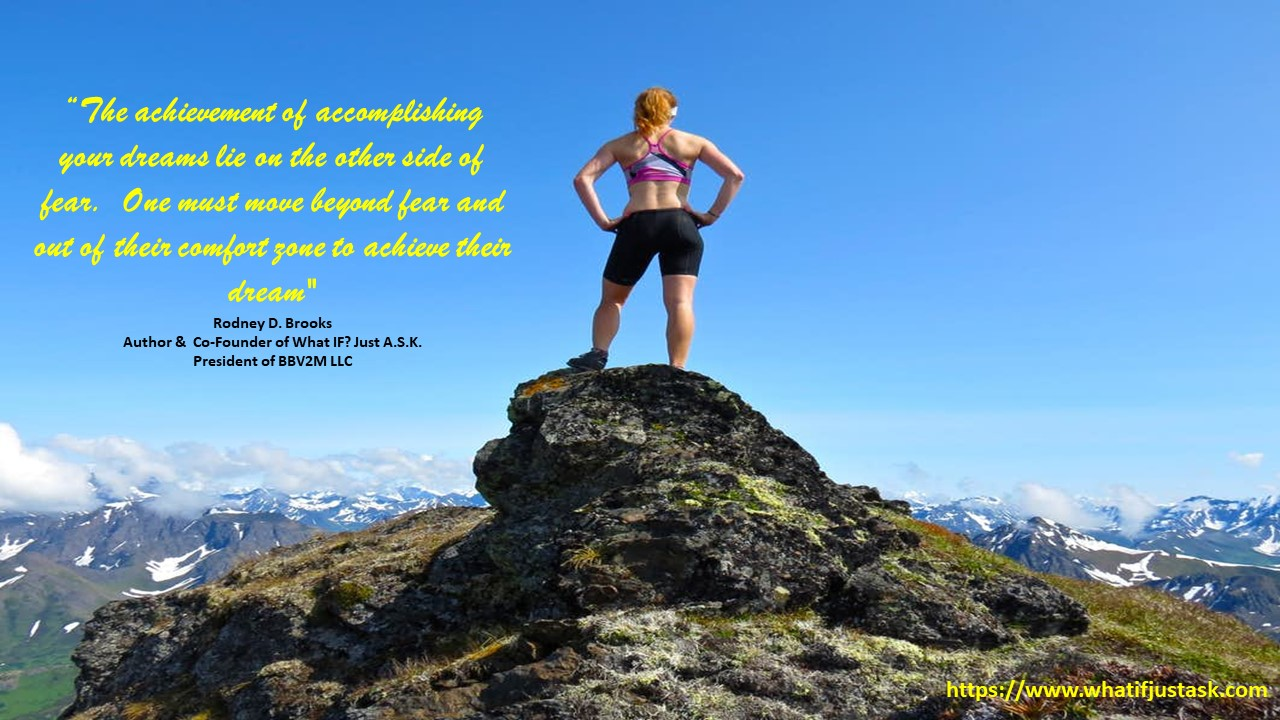 “The achievement of accomplishing
your dreams lie on the other side of
fear.  One must move beyond fear and
out of their comfort zone to achieve their
dream"
Rodney D. Brooks
Author &  Co-Founder of What IF? Just A.S.K.
President of BBV2M LLC
https://www.whatifjustask.com